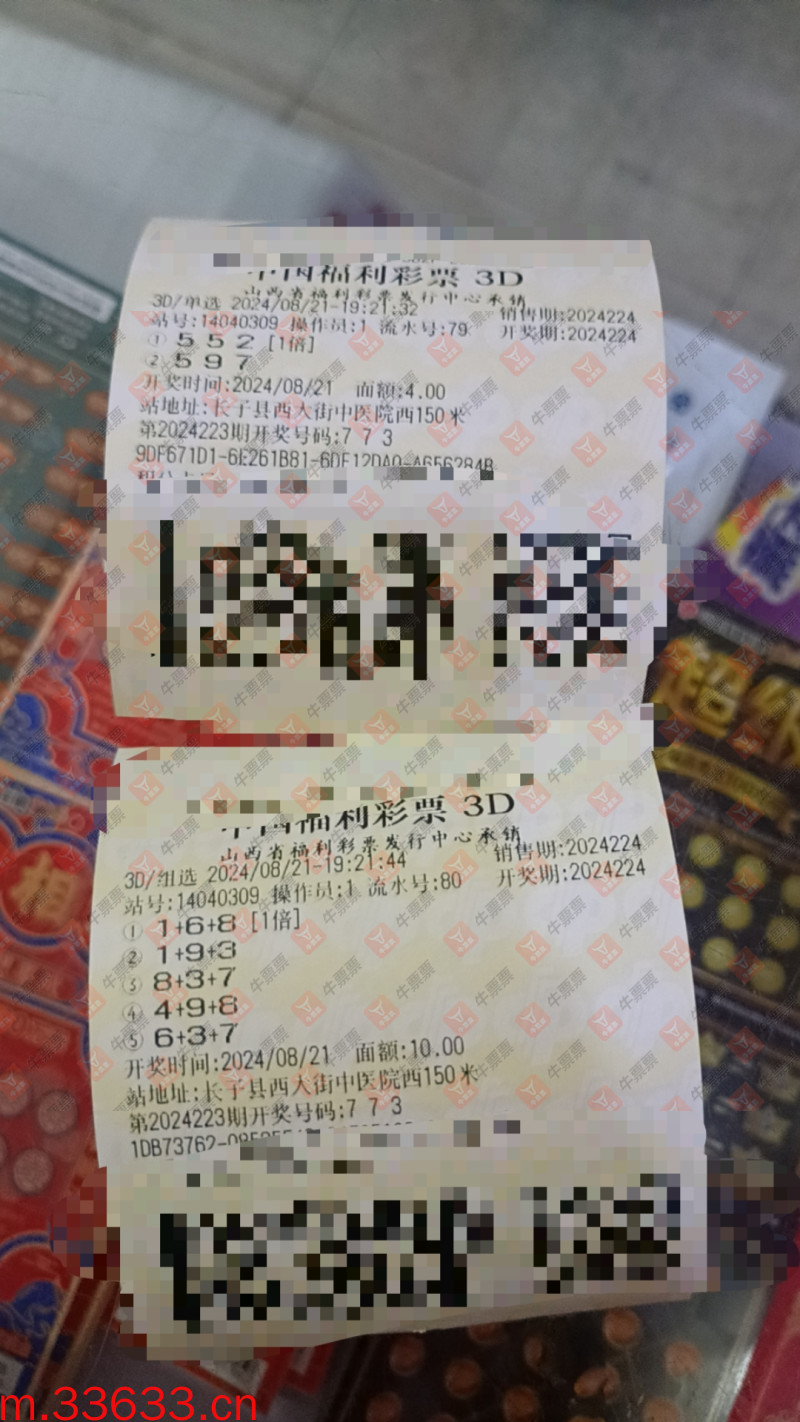 中国福利彩票 3D
山西省福利彩票发行中心承销
3D/单选 2024/08/21-19:21:32 销售期:2024224
站号:14040309 操作员:1 流水号:79 开奖期:2024224
① 5 5 2 [1倍]
② 5 9 7
开奖时间:2024/08/21 面额:4.00
站地址:长子县西大街中医院西150米
第2024223期开奖号码:7 7 3
9DF671D1-6E261B81-6DF12DA0-A656284B
中国福利彩票 3D
山西省福利彩票发行中心承销
3D/组选 2024/08/21-19:21:44 销售期:2024224
站号:14040309 操作员:1 流水号:80 开奖期:2024224
① 1+6+8 [1倍]
② 1+9+3
③ 8+3+7
④ 4+9+8
⑤ 6+3+7
开奖时间:2024/08/21 面额:10.00
站地址:长子县西大街中医院西150米
第2024223期开奖号码:7 7 3
1DB73762
超级
相
牛票票
m.33633.cn